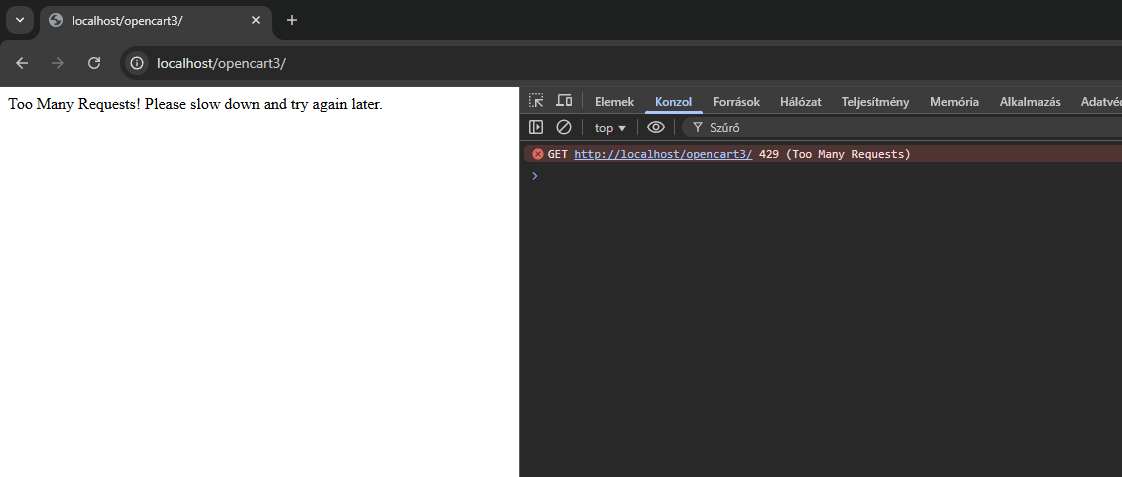 localhost/opencart3/
localhost/opencart3/
Too Many Requests! Please slow down and try again later.
Elemek Konzol Források Hálózat Teljesítmény Memória Alkalmazás Adatvéd
top Szűrő
GET http://localhost/opencart3/ 429 (Too Many Requests)